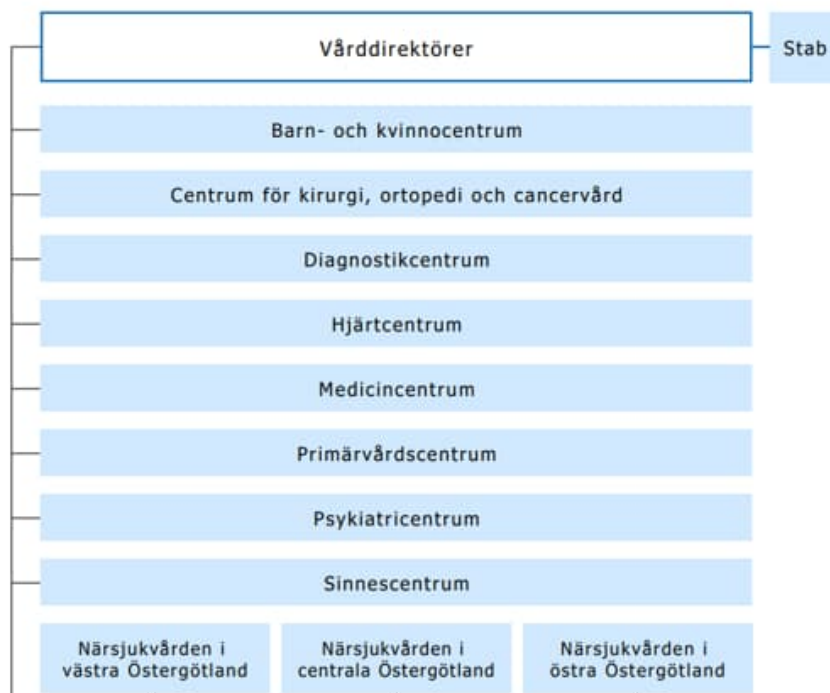 Vårddirektörer
Stab
Barn- och kvinnocentrum
Centrum för kirurgi, ortopedi och cancervård
Diagnostikcentrum
Hjärtcentrum
Medicincentrum
Primärvårdscentrum
Psykiatricentrum
Sinnescentrum
Närsjukvården i
västra Östergötland
Närsjukvården i
centrala Östergötland
Närsjukvården i
östra Östergötland